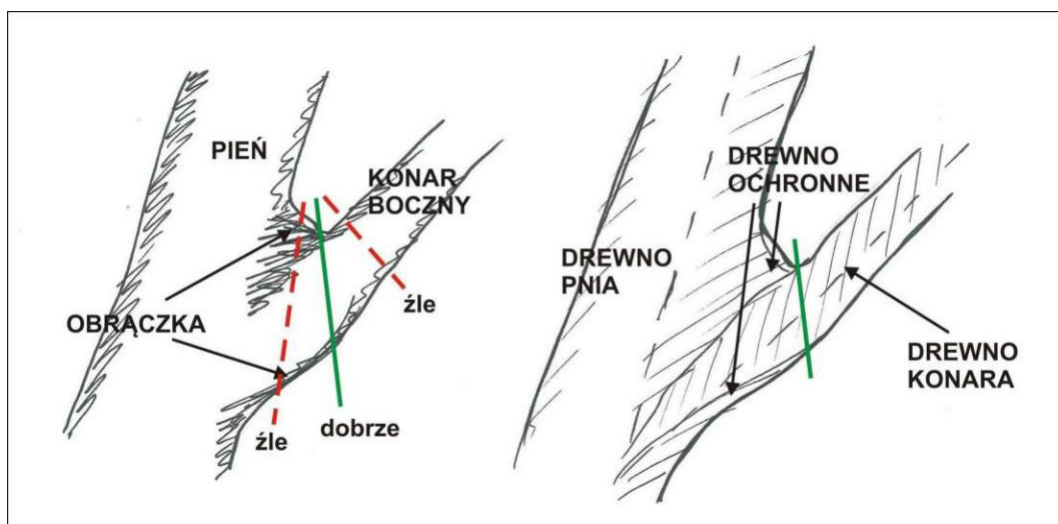 PIEŃ
KONAR
BOCZNY
OBRĄCZKA
źle
źle
dobrze
DREWNO
OCHRONNE
DREWNO
PNIA
DREWNO
KONARA